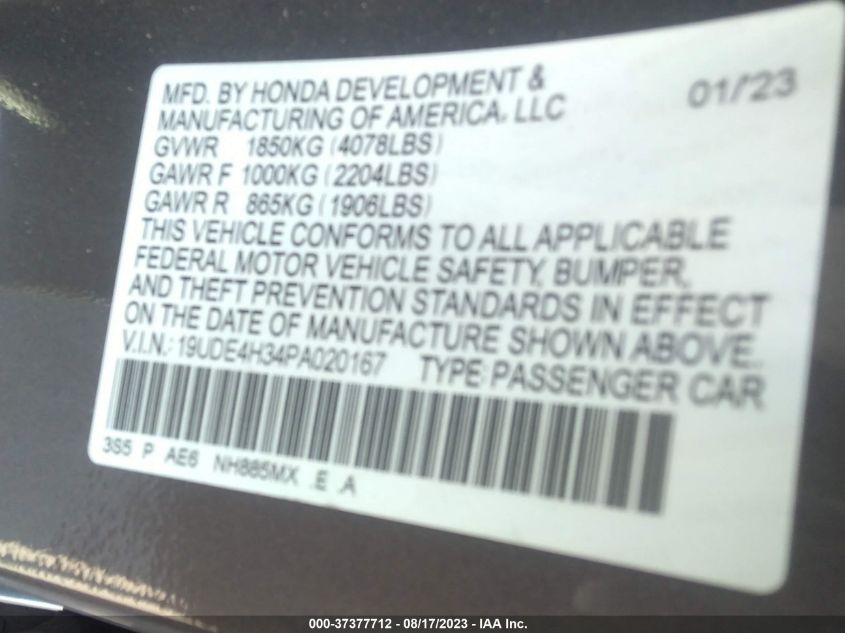 MFD. BY HONDA DEVELOPMENT & 01/'23
MANUFACTURING OF AMERICA, LLC
GVWR 1850KG (4078LBS)
GAWR F 1000KG (2204LBS)
GAWR R 865KG (1906LBS)
THIS VEHICLE CONFORMS TO ALL APPLICABLE
FEDERAL MOTOR VEHICLE SAFETY, BUMPER,
AND THEFT PREVENTION STANDARDS IN EFFECT
ON THE DATE OF MANUFACTURE SHOWN ABOVE.
V.I.N.: 19UDE4H34PA020167 TYPE: PASSENGER CAR
3S5 P AE6 NH885MX .E .A
000-37377712 - 08/17/2023 - IAA Inc.